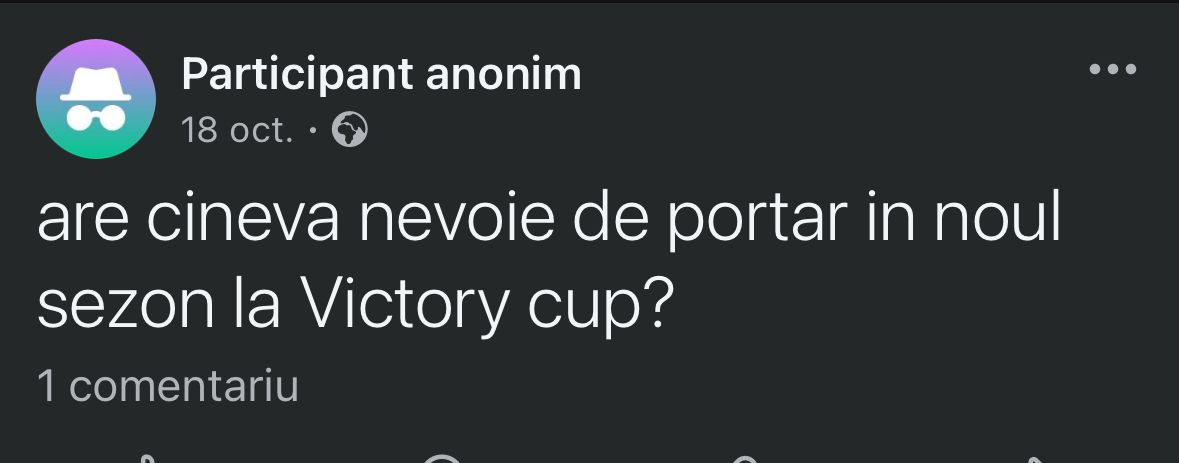 Participant anonim
18 oct. ·
are cineva nevoie de portar in noul
sezon la Victory cup?
1 comentariu